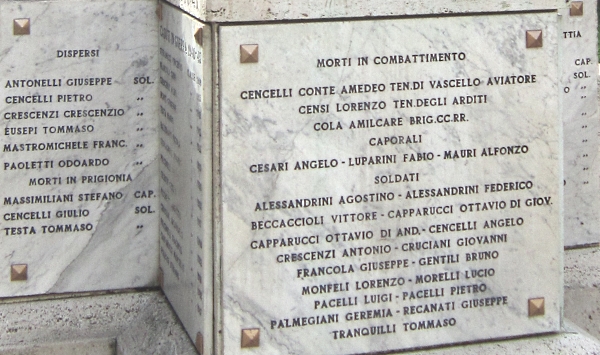 DISPERSI
ANTONELLI GIUSEPPE SOL.
CENCELLI PIETRO „
CRESCENZI CRESCENZIO „
EUSEPI TOMMASO „
MASTROMICHELE FRANC. „
PAOLETTI ODOARDO „
MORTI IN PRIGIONIA
MASSIMILIANI STEFANO CAP.
CENCELLI GIULIO SOL.
TESTA TOMMASO „
MORTI IN COMBATTIMENTO
CENCELLI CONTE AMEDEO TEN.DI VASCELLO AVIATORE
CENSI LORENZO TEN.DEGLI ARDITI
COLA AMILCARE BRIG.CC.RR.
CAPORALI
CESARI ANGELO - LUPARINI FABIO - MAURI ALFONZO
SOLDATI
ALESSANDRINI AGOSTINO - ALESSANDRINI FEDERICO
BECCACCIOLI VITTORE - CAPPARUCCI OTTAVIO DI GIOV.
CAPPARUCCI OTTAVIO DI AND. - CENCELLI ANGELO
CRESCENZI ANTONIO - CRUCIANI GIOVANNI
FRANCOLA GIUSEPPE - GENTILI BRUNO
MONFELI LORENZO - MORELLI LUCIO
PACELLI LUIGI - PACELLI PIETRO
PALMEGIANI GEREMIA - RECANATI GIUSEPPE
TRANQUILLI TOMMASO
TTIA
CAP.
SOL.